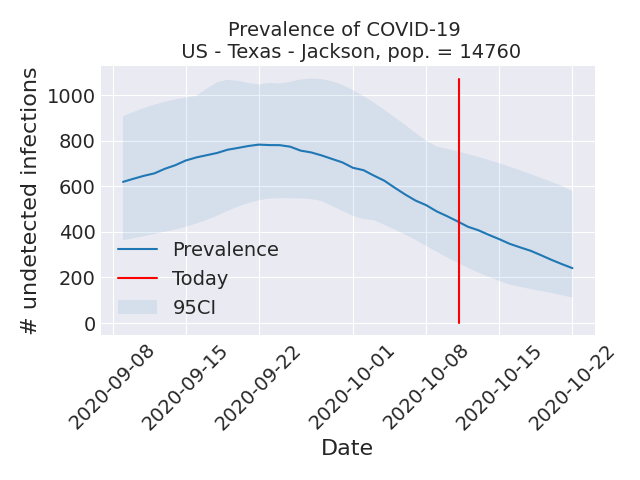 Prevalence of COVID-19
US - Texas - Jackson, pop. = 14760
# undetected infections
1000
800
600
400
200
0
Prevalence
Today
95CI
2020-09-08
2020-09-15
2020-09-22
2020-10-01
2020-10-08
2020-10-15
2020-10-22
Date